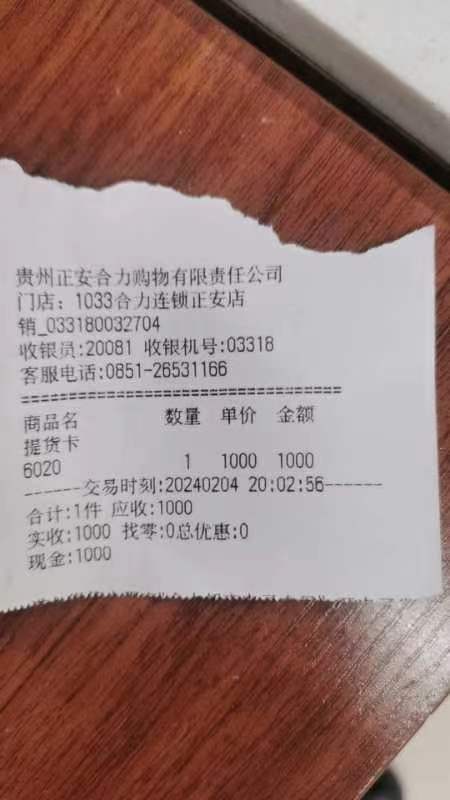 贵州正安合力购物有限责任公司
门店：1033合力连锁正安店
销_033180032704
收银员:20081 收银机号:03318
客服电话:0851-26531166
==================================
商品名 数量 单价 金额
提货卡
6020 1 1000 1000
------交易时刻:20240204 20:02:56------
合计:1件 应收:1000
实收:1000 找零:0总优惠:0
现金:1000